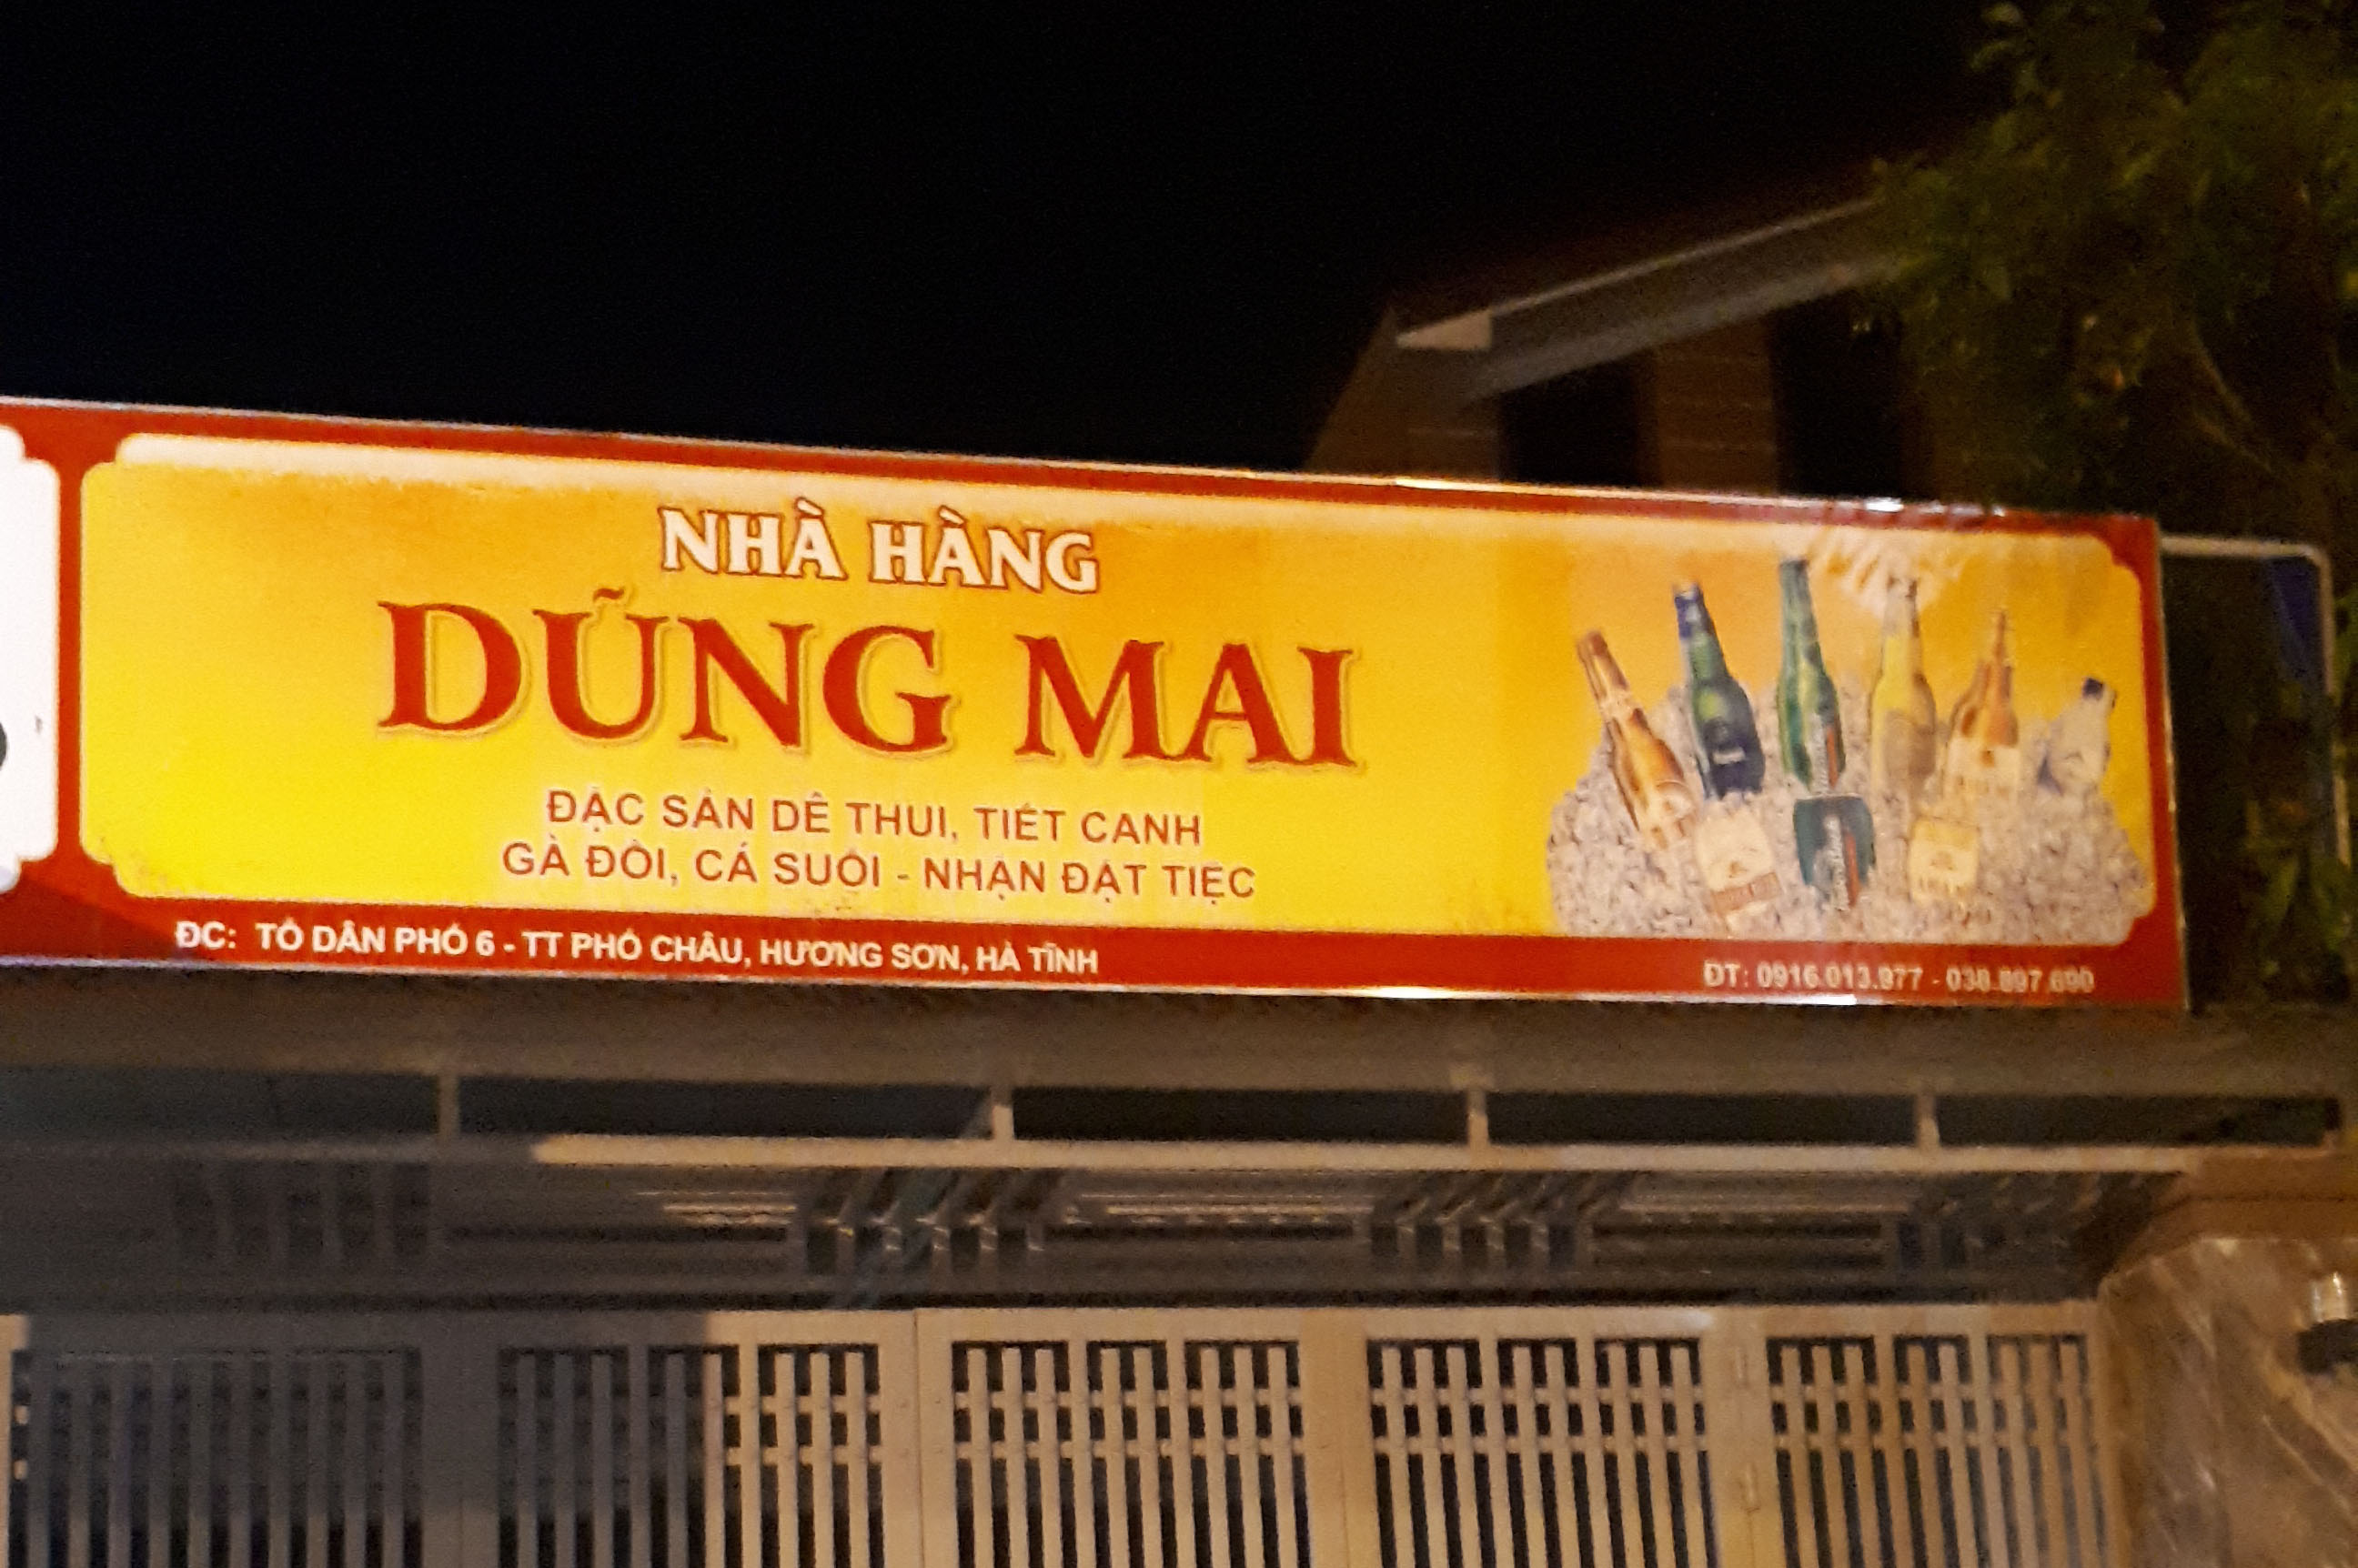 NHÀ HÀNG
DŨNG MAI
ĐẶC SẢN DÊ THUI, TIẾT CANH
GÀ ĐỒI, CÁ SUỐI - NHẬN ĐẶT TIỆC
ĐC: TỔ DÂN PHỐ 6 - TT PHỐ CHÂU, HƯƠNG SƠN, HÀ TĨNH
ĐT: 0916.013.977 - 038.897.690